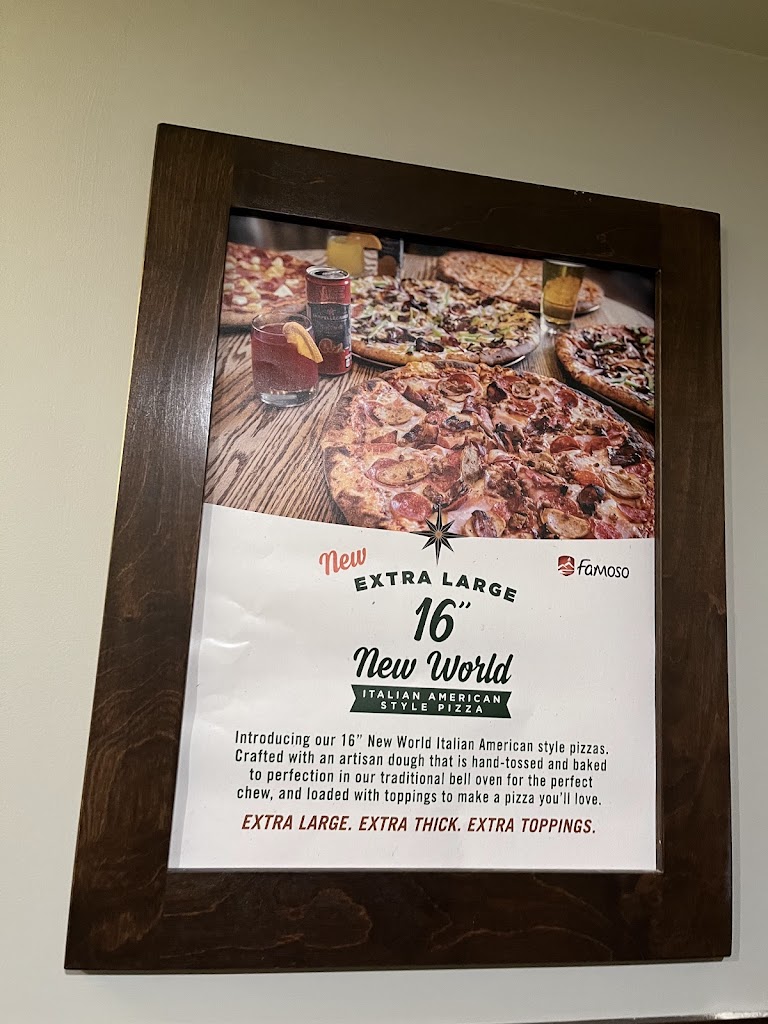 SANPELLEGRINO
New
EXTRA LARGE
famoso
16”
New World
ITALIAN AMERICAN
STYLE PIZZA
Introducing our 16” New World Italian American style pizzas.
Crafted with an artisan dough that is hand-tossed and baked
to perfection in our traditional bell oven for the perfect
chew, and loaded with toppings to make a pizza you’ll love.
EXTRA LARGE. EXTRA THICK. EXTRA TOPPINGS.